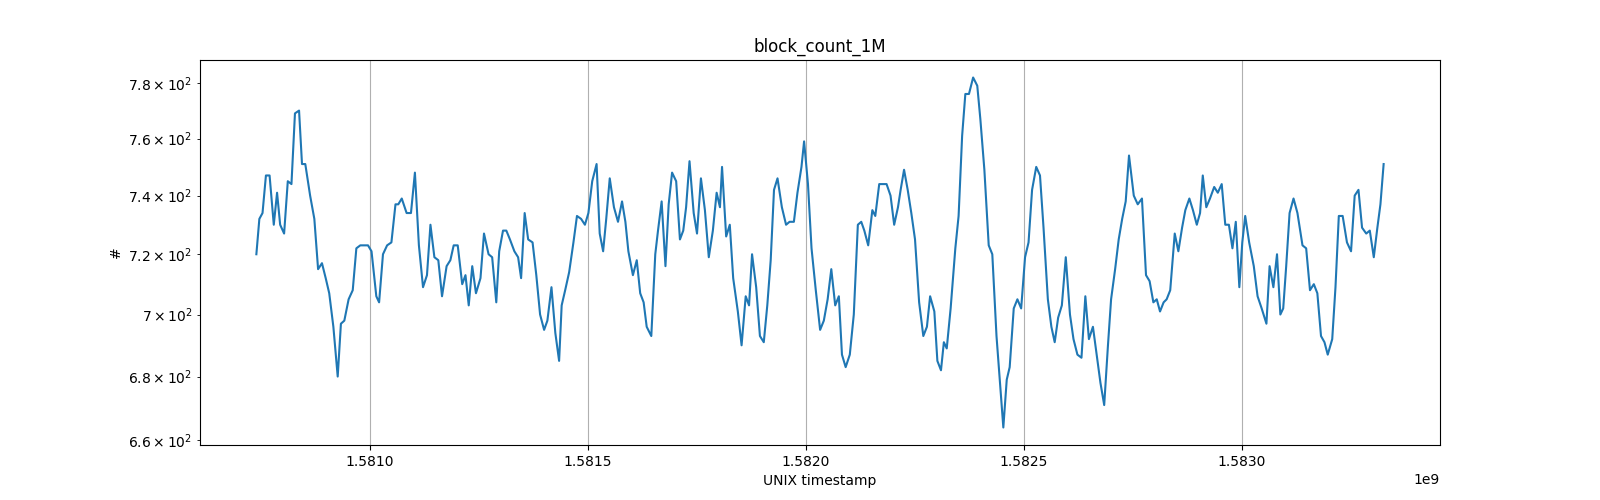 block_count_1M
7.8 × 10²
7.6 × 10²
7.4 × 10²
7.2 × 10²
7 × 10²
6.8 × 10²
6.6 × 10²
#
1.5810 1.5815 1.5820 1.5825 1.5830
1e9
UNIX timestamp